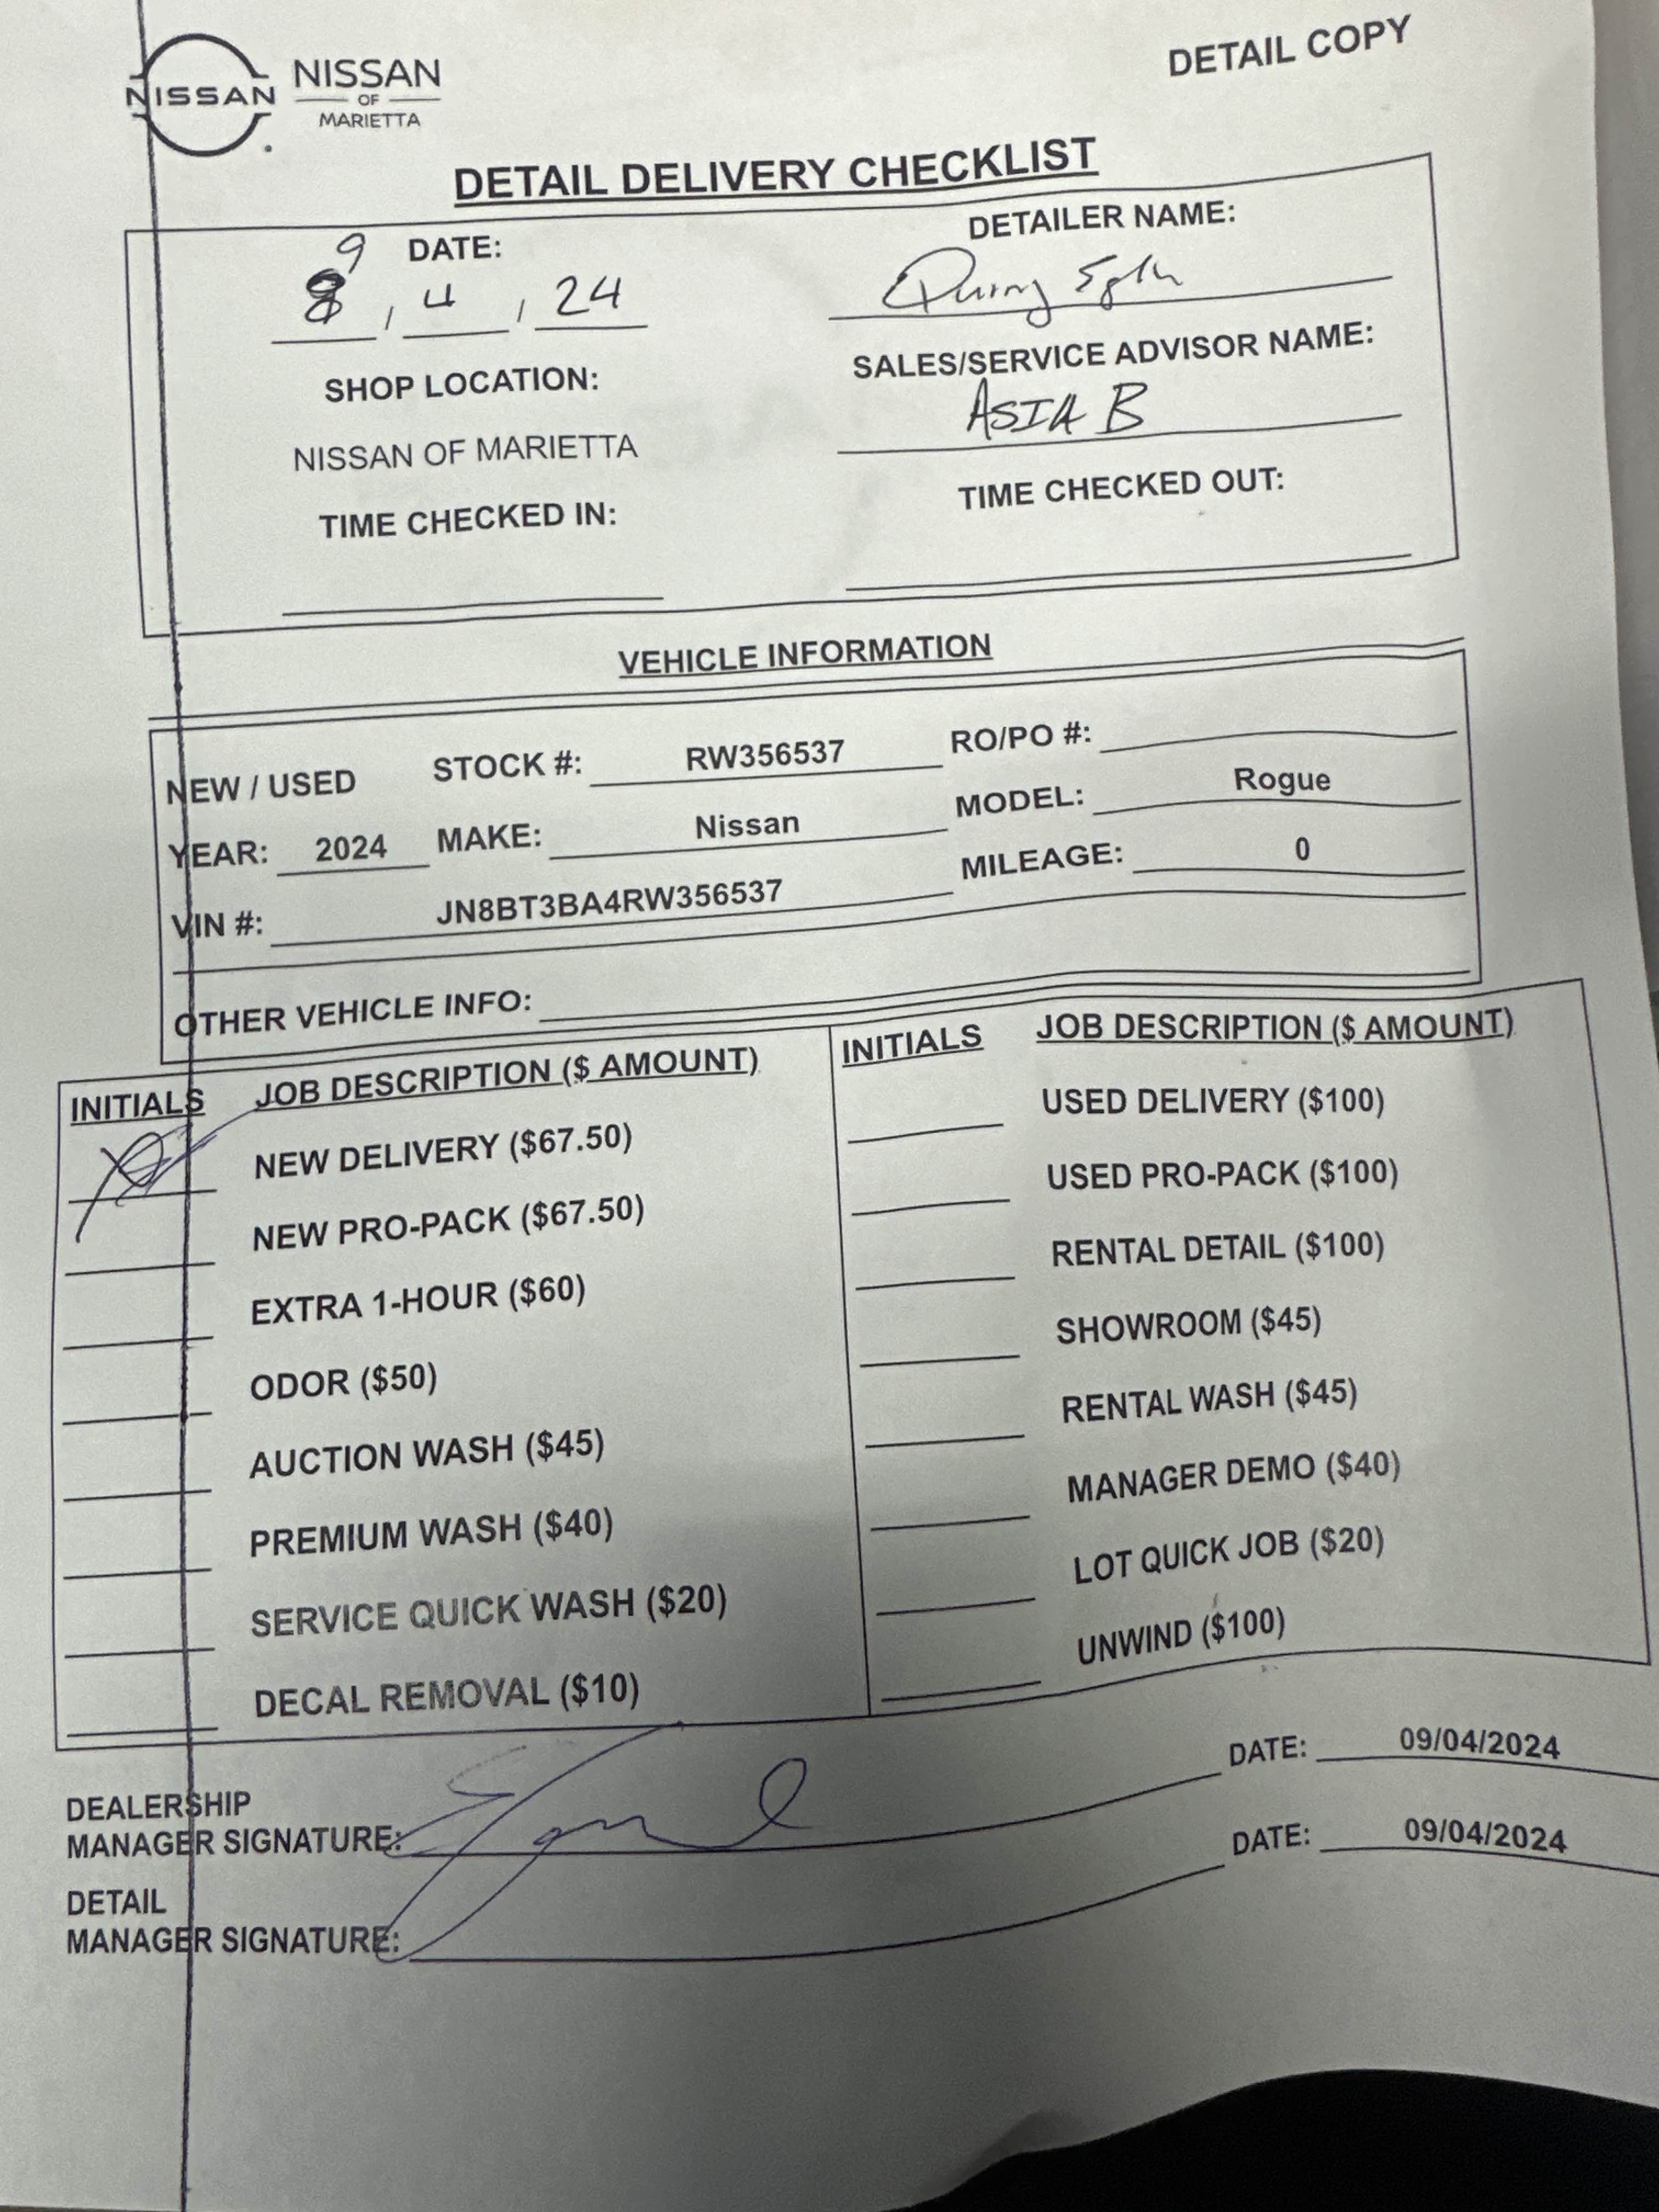 DETAIL COPY
NISSAN
NISSAN
OF
MARIETTA
DETAIL DELIVERY CHECKLIST
DATE:
9
8 / 4 / 24
DETAILER NAME:
SHOP LOCATION:
NISSAN OF MARIETTA
SALES/SERVICE ADVISOR NAME:
ASIA B
TIME CHECKED IN:
TIME CHECKED OUT:
VEHICLE INFORMATION
NEW / USED STOCK #: RW356537 RO/PO #:
YEAR: 2024 MAKE: Nissan MODEL: Rogue
VIN #: JN8BT3BA4RW356537 MILEAGE: 0
OTHER VEHICLE INFO:
INITIALS JOB DESCRIPTION ($ AMOUNT)
NEW DELIVERY ($67.50)
NEW PRO-PACK ($67.50)
EXTRA 1-HOUR ($60)
ODOR ($50)
AUCTION WASH ($45)
PREMIUM WASH ($40)
SERVICE QUICK WASH ($20)
DECAL REMOVAL ($10)
INITIALS JOB DESCRIPTION ($ AMOUNT)
USED DELIVERY ($100)
USED PRO-PACK ($100)
RENTAL DETAIL ($100)
SHOWROOM ($45)
RENTAL WASH ($45)
MANAGER DEMO ($40)
LOT QUICK JOB ($20)
UNWIND ($100)
DEALERSHIP
MANAGER SIGNATURE: DATE: 09/04/2024
DETAIL
MANAGER SIGNATURE: DATE: 09/04/2024